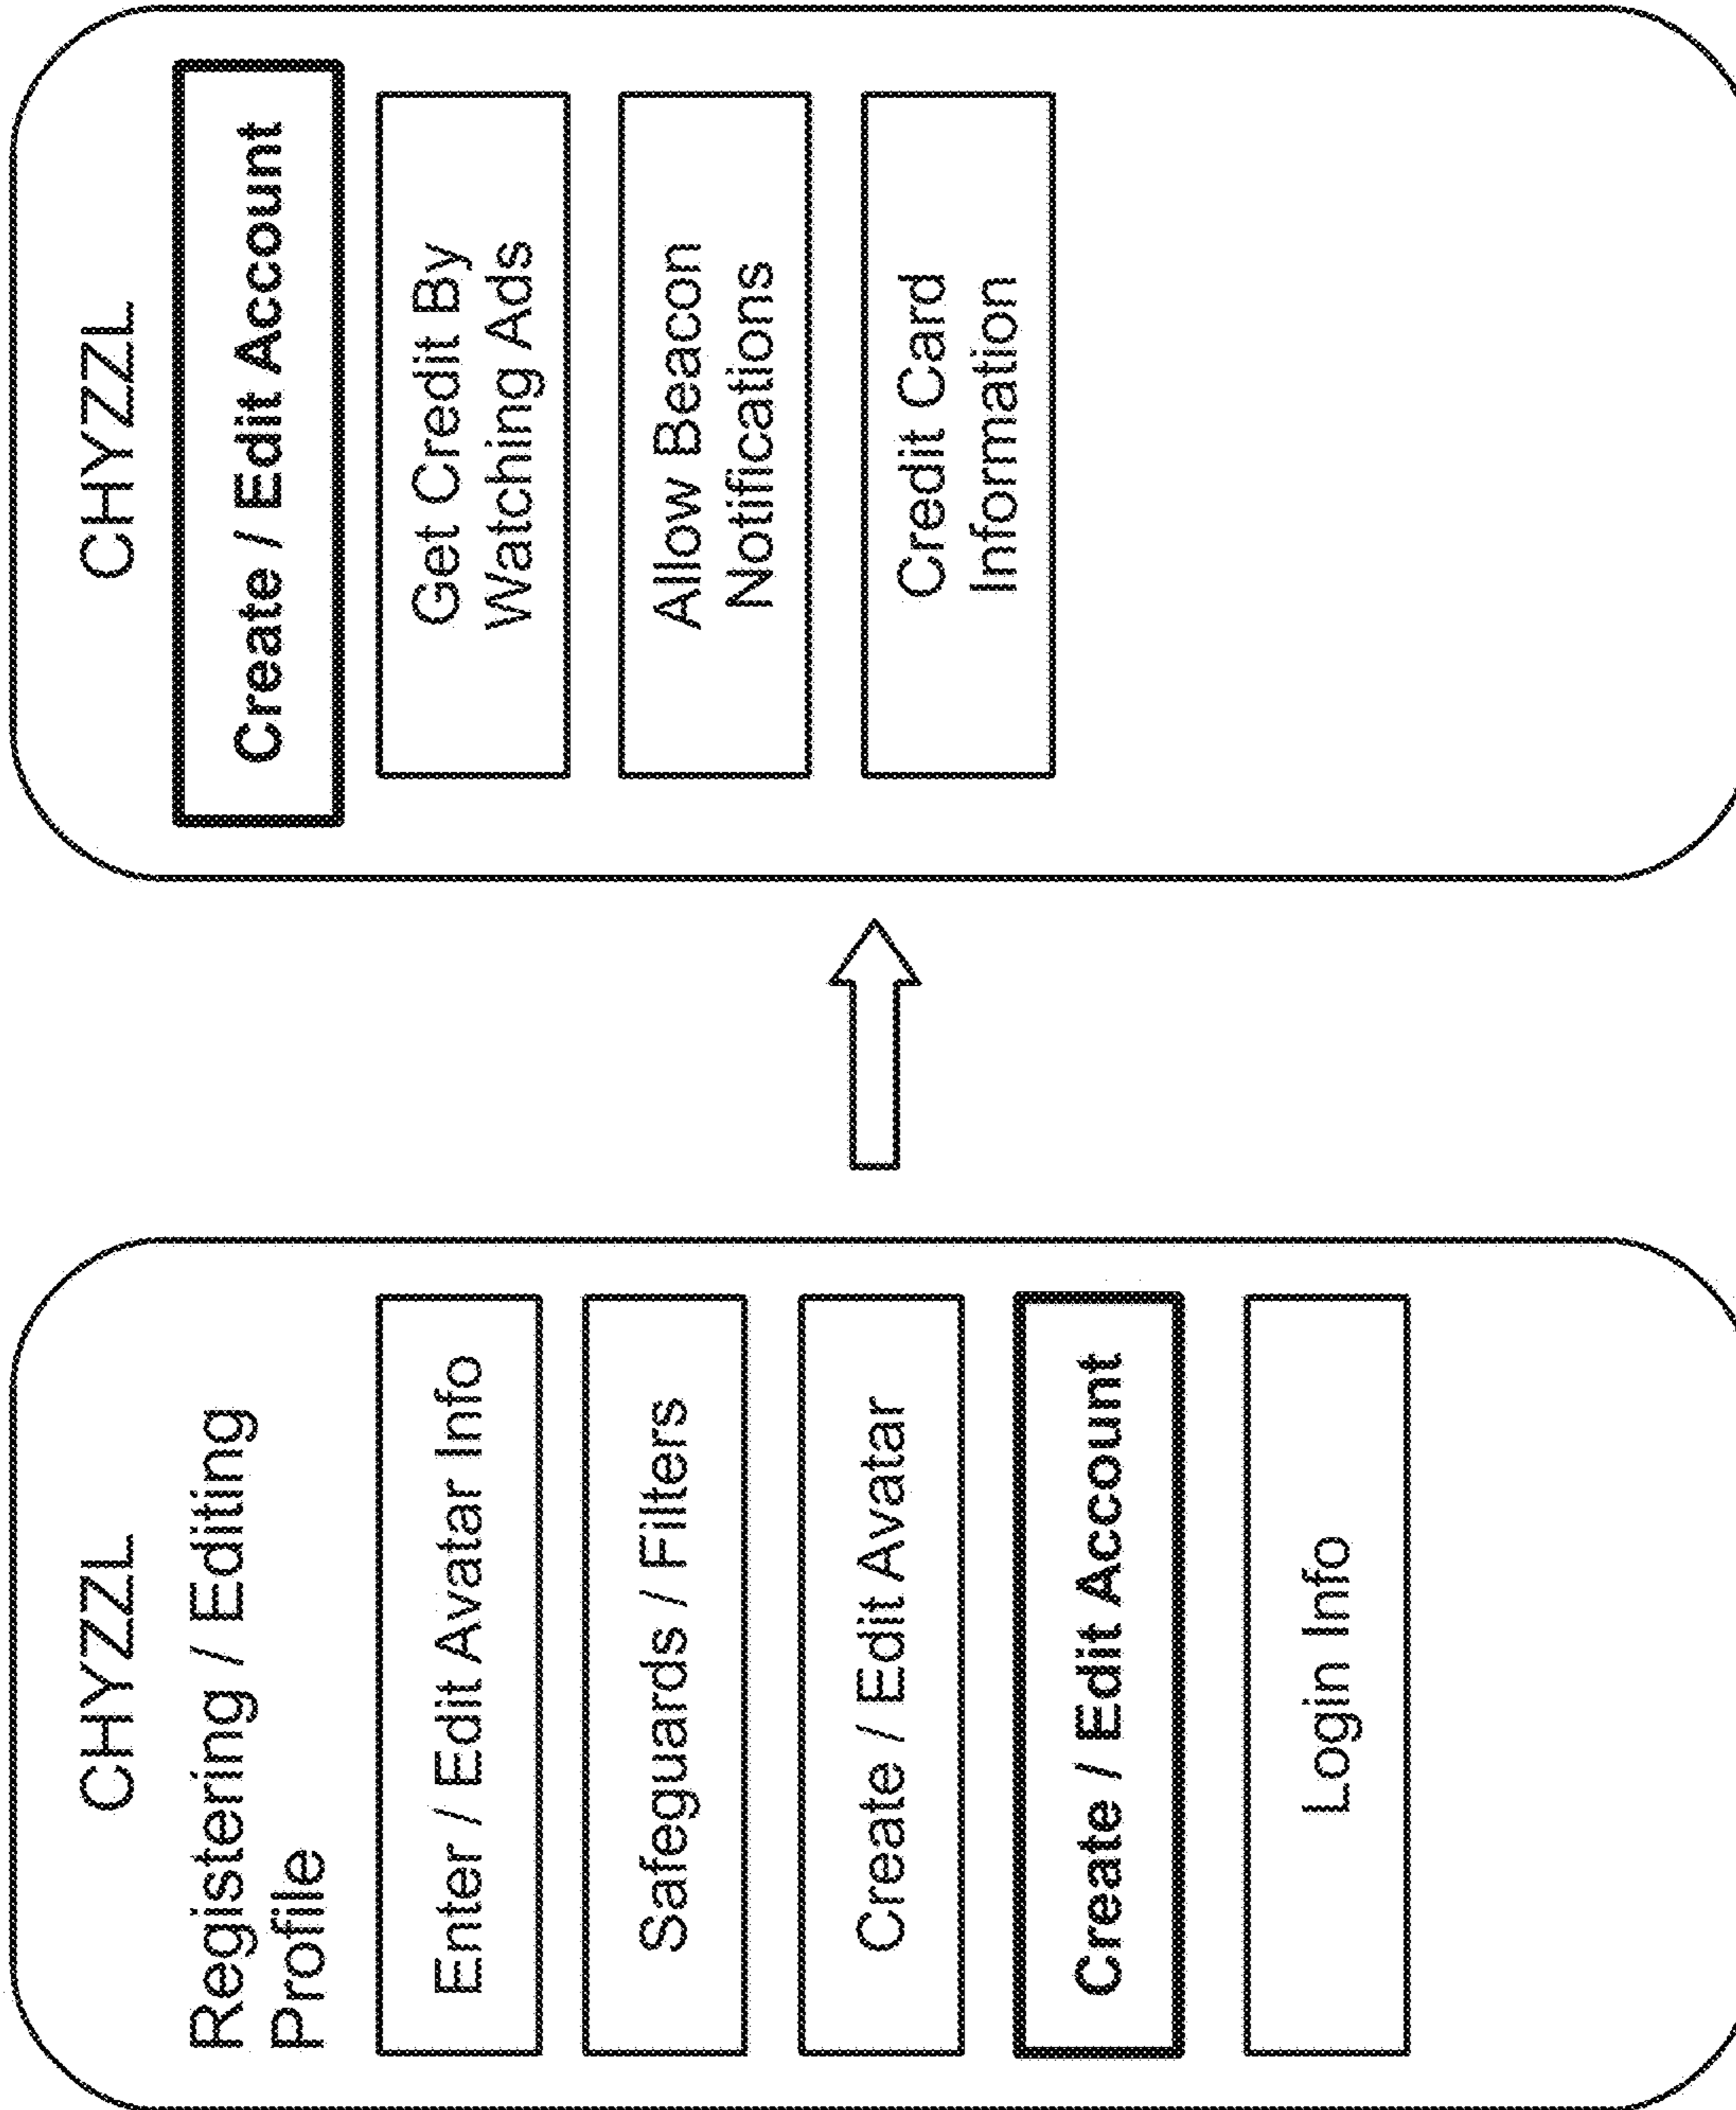 CHYZZL
Registering / Editing
Profile
Enter / Edit Avatar Info
Safeguards / Filters
Create / Edit Avatar
Create / Edit Account
Login Info
CHYZZL
Create / Edit Account
Get Credit By
Watching Ads
Allow Beacon
Notifications
Credit Card
Information